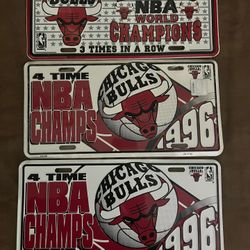 BULLS
NBA
WORLD
CHAMPIONS
3 TIMES IN A ROW
4 TIME
NBA
CHAMPS
CHICAGO
BULLS
1996
4 TIME
NBA
CHAMPS
CHICAGO
BULLS
1996